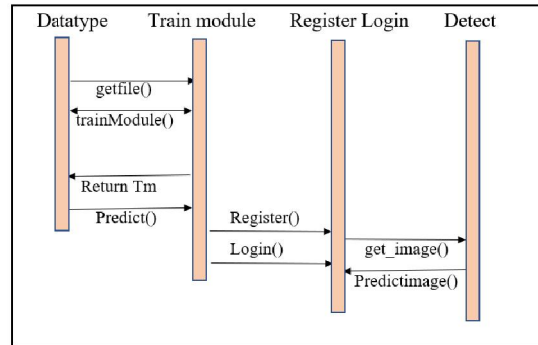 Datatype Train module Register Login Detect
getfile()
trainModule()
Return Tm
Predict()
Register()
Login()
get_image()
Predictimage()